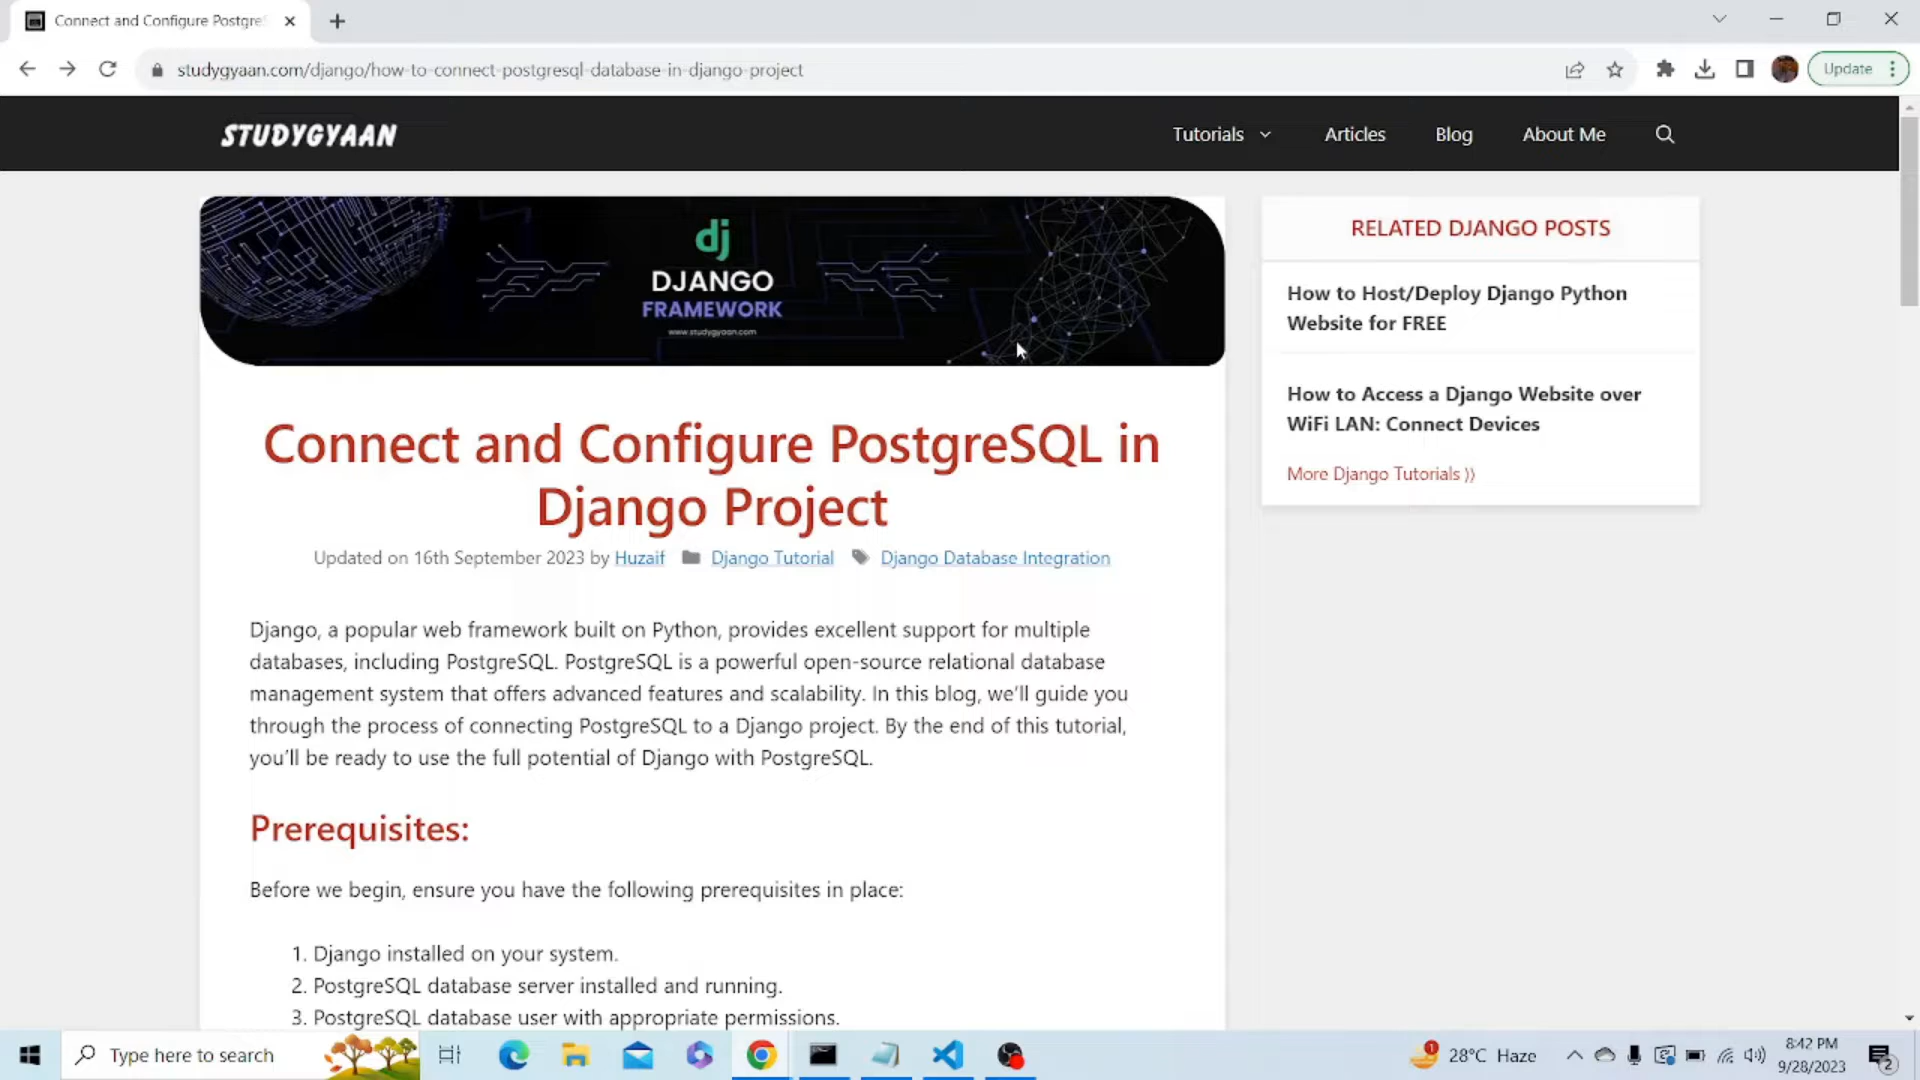 Connect and Configure Postgre
studygyaan.com/django/how-to-connect-postgresql-database-in-django-project
Update
STUDYGYAAN
Tutorials
Articles
Blog
About Me
dj
DJANGO
FRAMEWORK
www.studygyaan.com
Connect and Configure PostgreSQL in
Django Project
Updated on 16th September 2023 by Huzaif Django Tutorial Django Database Integration
Django, a popular web framework built on Python, provides excellent support for multiple
databases, including PostgreSQL. PostgreSQL is a powerful open-source relational database
management system that offers advanced features and scalability. In this blog, we’ll guide you
through the process of connecting PostgreSQL to a Django project. By the end of this tutorial,
you’ll be ready to use the full potential of Django with PostgreSQL.
Prerequisites:
Before we begin, ensure you have the following prerequisites in place:
1. Django installed on your system.
2. PostgreSQL database server installed and running.
3. PostgreSQL database user with appropriate permissions.
RELATED DJANGO POSTS
How to Host/Deploy Django Python
Website for FREE
How to Access a Django Website over
WiFi LAN: Connect Devices
More Django Tutorials ⟩⟩
Type here to search
1
28°C Haze
8:42 PM
9/28/2023
2